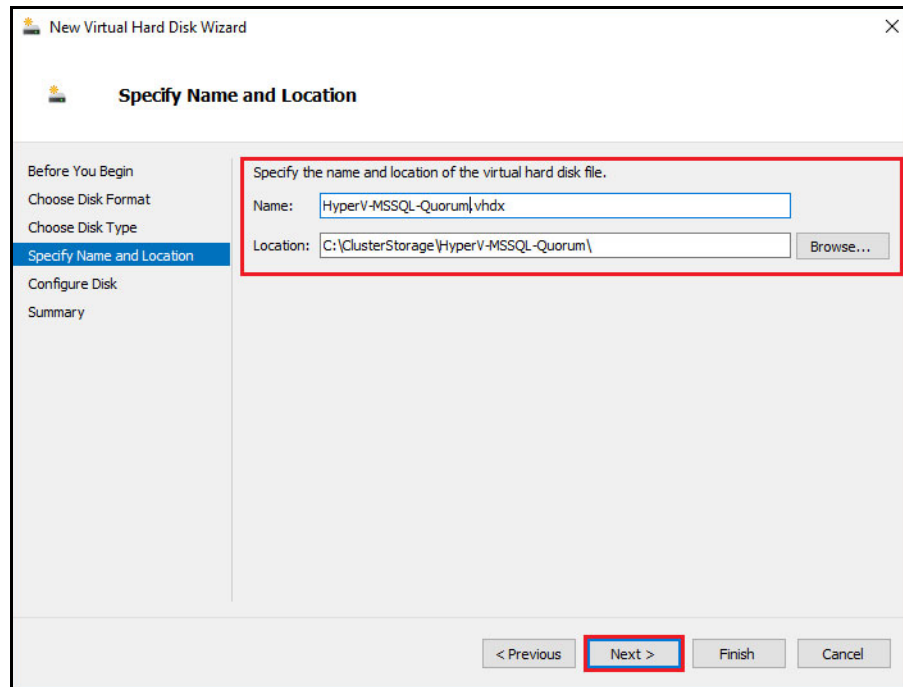 New Virtual Hard Disk Wizard
Specify Name and Location
Before You Begin
Choose Disk Format
Choose Disk Type
Specify Name and Location
Configure Disk
Summary
Specify the name and location of the virtual hard disk file.
Name: HyperV-MSSQL-Quorum.vhdx
Location: C:\ClusterStorage\HyperV-MSSQL-Quorum\ Browse...
< Previous Next > Finish Cancel